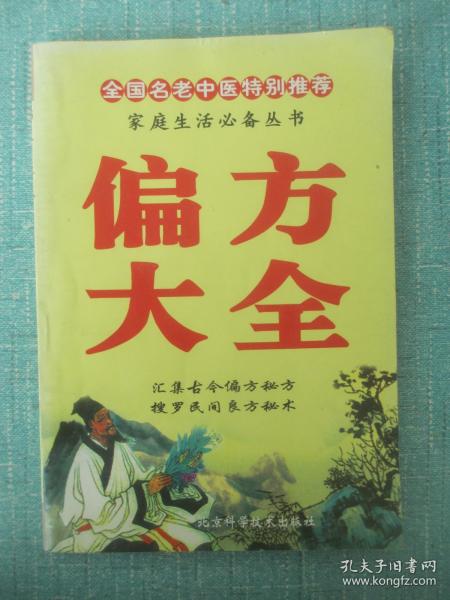 全国名老中医特别推荐
家庭生活必备丛书
偏方
大全
汇集古今偏方秘方
搜罗民间良方秘术
北京科学技术出版社
孔夫子旧书网
www.kongfz.com